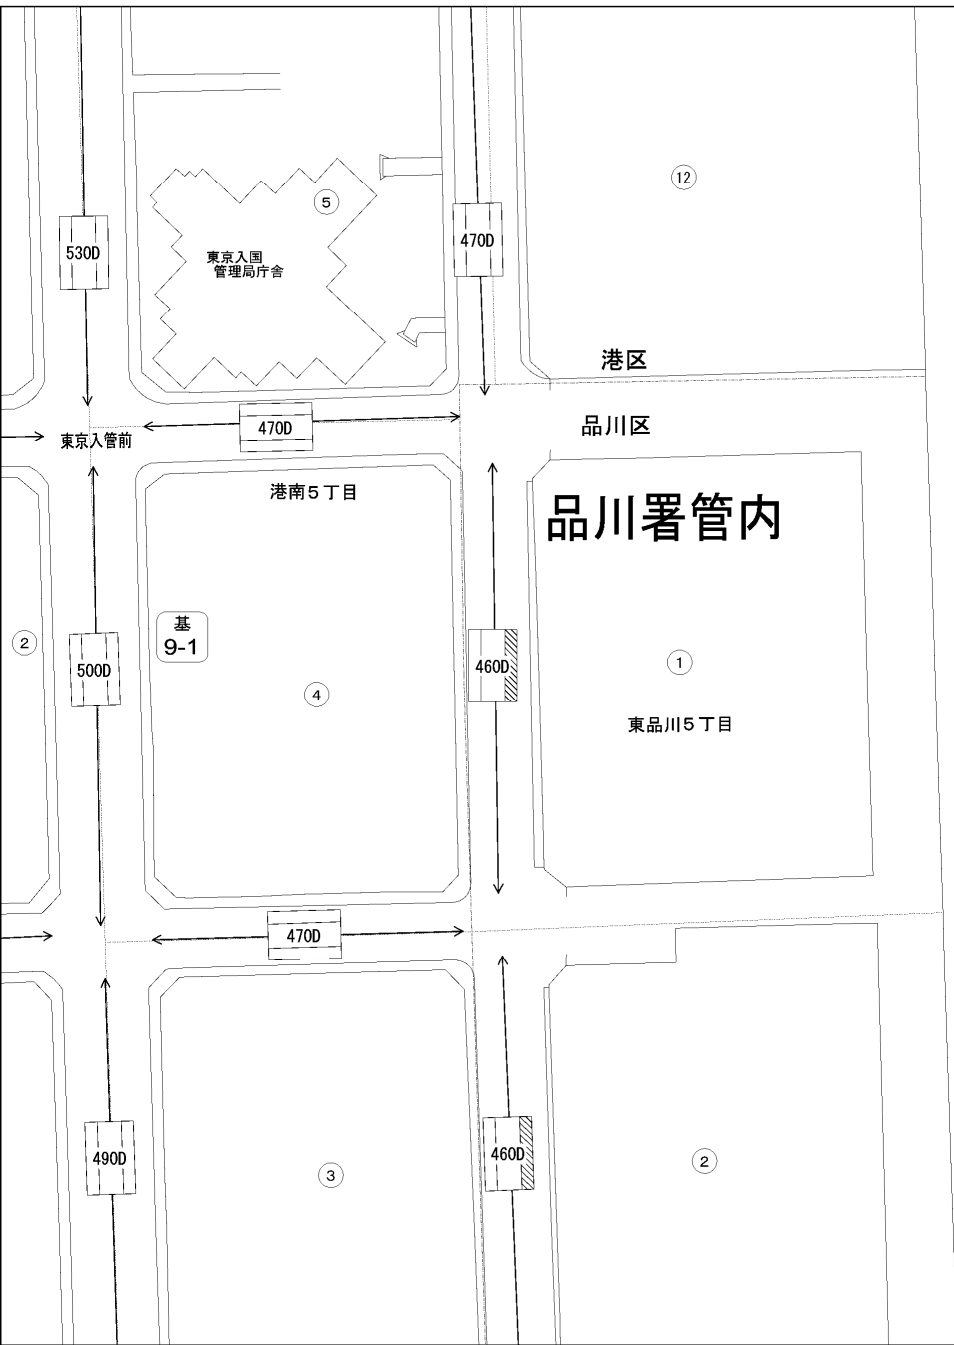 ⑫
⑤
530D
470D
東京入国
管理局庁舎
港区
470D
品川区
東京入管前
港南5丁目
品川署管内
基
9-1
②
500D
460D
①
④
東品川5丁目
470D
490D
460D
③
②